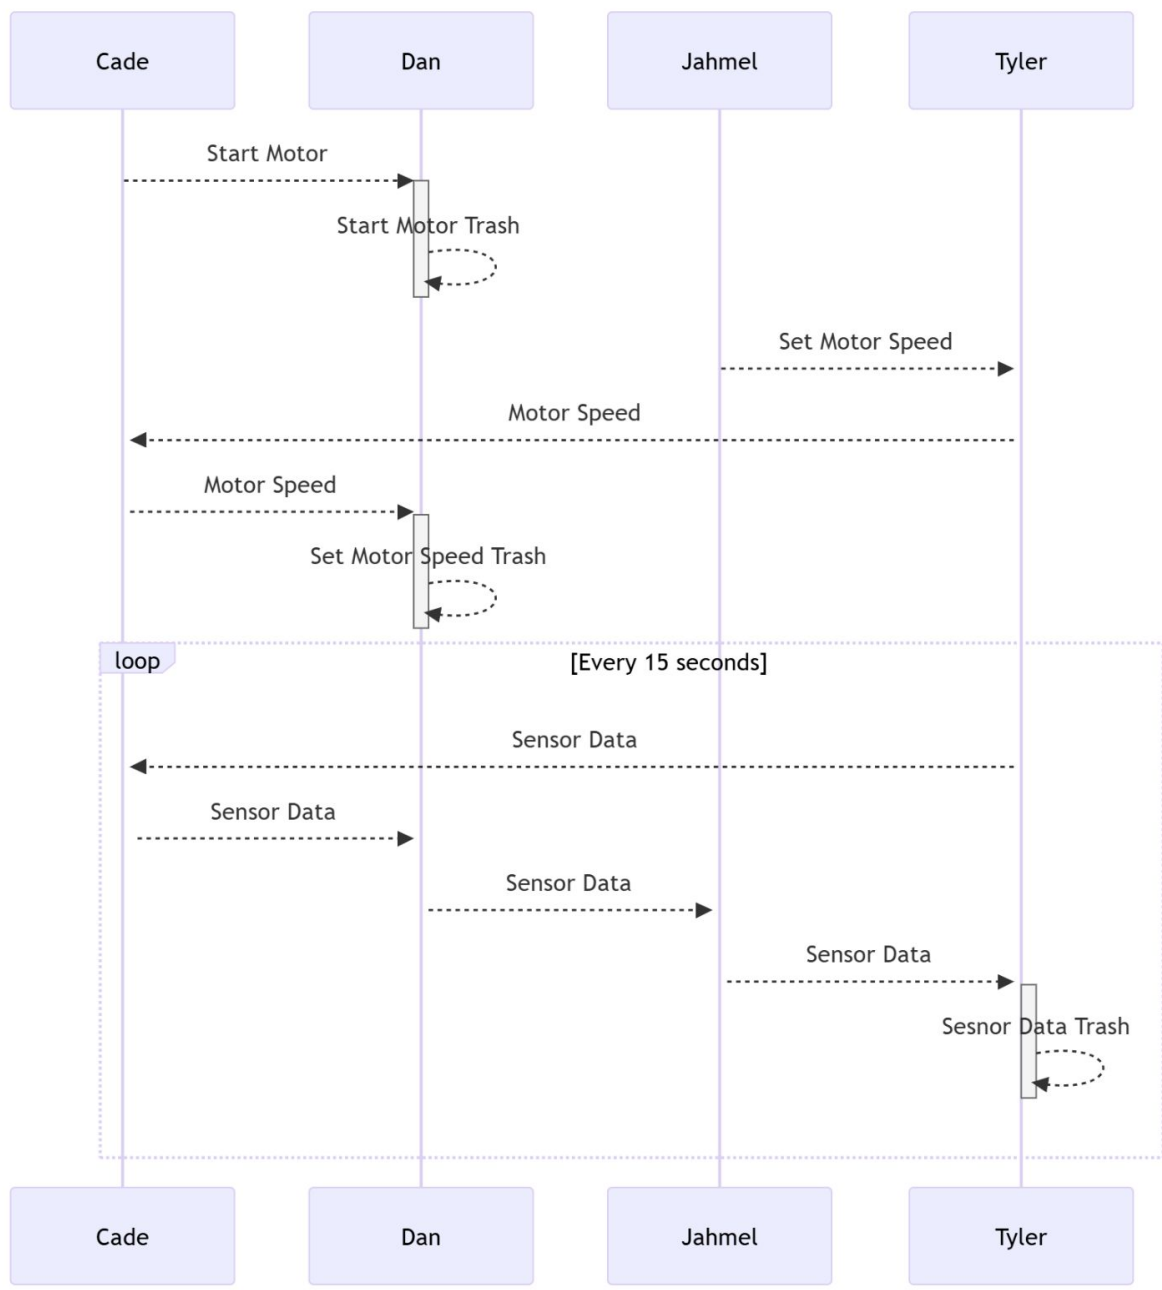 Cade
Dan
Jahmel
Tyler
Start Motor
Start Motor Trash
Set Motor Speed
Motor Speed
Motor Speed
Set Motor Speed Trash
loop
[Every 15 seconds]
Sensor Data
Sensor Data
Sensor Data
Sensor Data
Sesnor Data Trash
Cade
Dan
Jahmel
Tyler